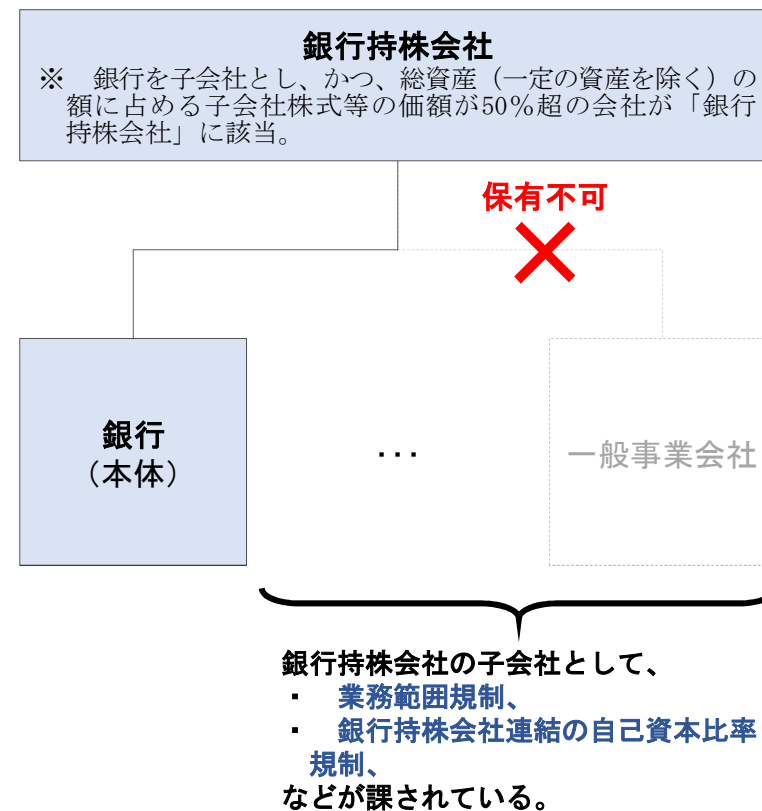 銀行持株会社
※　銀行を子会社とし、かつ、総資産（一定の資産を除く）の
額に占める子会社株式等の価額が50％超の会社が「銀行
持株会社」に該当。
保有不可
銀行
（本体）
・・・
一般事業会社
銀行持株会社の子会社として、
・　業務範囲規制、
・　銀行持株会社連結の自己資本比率
規制、
などが課されている。